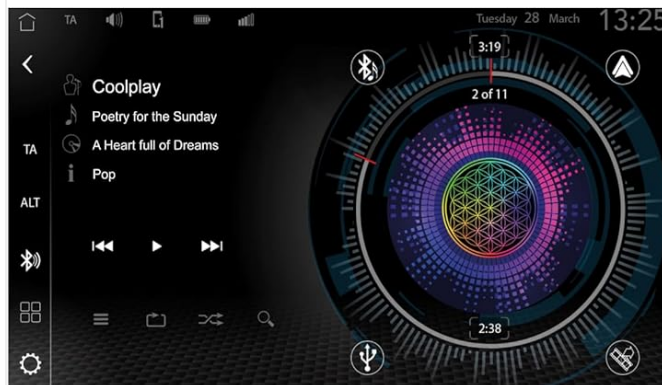 TA
Tuesday 28 March
13:25
Coolplay
Poetry for the Sunday
A Heart full of Dreams
Pop
TA
ALT
3:19
2 of 11
2:38